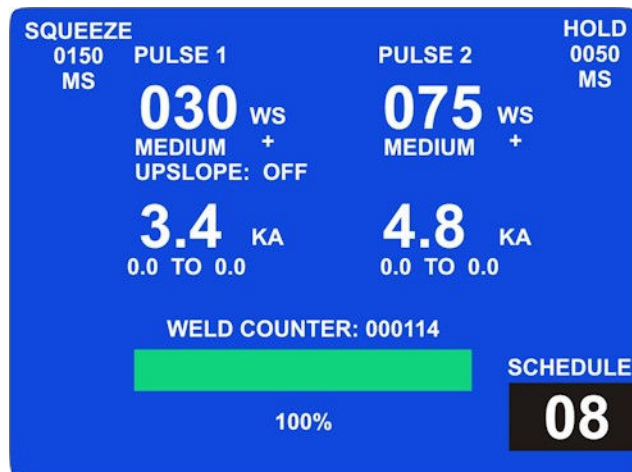 SQUEEZE
0150
MS
HOLD
0050
MS
PULSE 1
030 WS
MEDIUM +
UPSLOPE: OFF
3.4 KA
0.0 TO 0.0
PULSE 2
075 WS
MEDIUM +
4.8 KA
0.0 TO 0.0
WELD COUNTER: 000114
100%
SCHEDULE
08